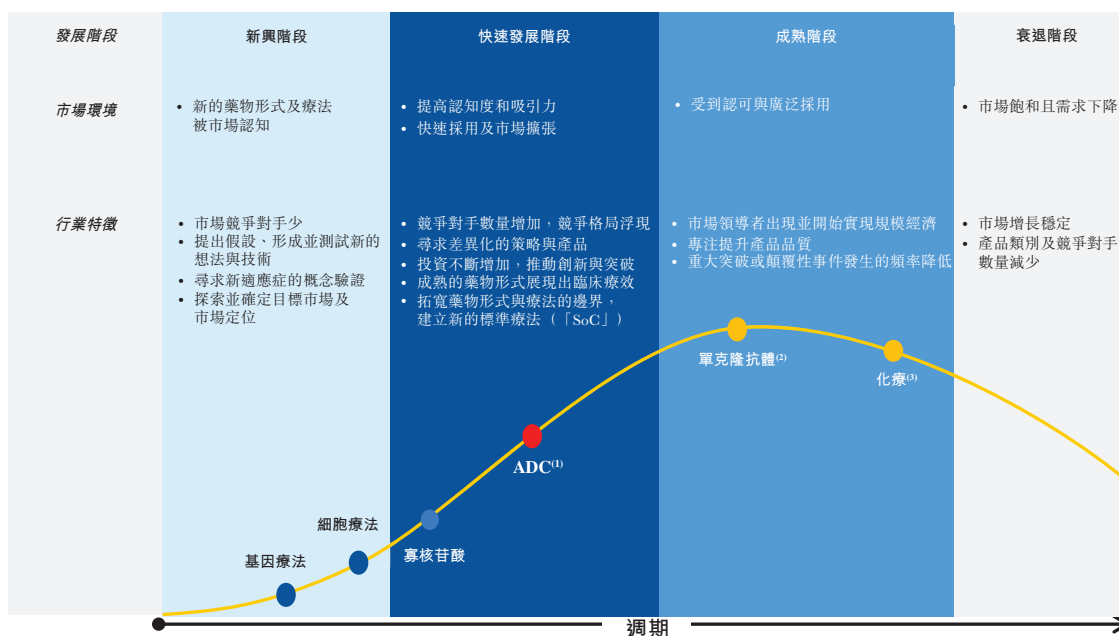 發展階段
新興階段
快速發展階段
成熟階段
衰退階段
市場環境
• 新的藥物形式及療法
被市場認知
• 提高認知度和吸引力
• 快速採用及市場擴張
• 受到認可與廣泛採用
• 市場飽和且需求下降
行業特徵
• 市場競爭對手少
• 提出假設、形成並測試新的
想法與技術
• 尋求新適應症的概念驗證
• 探索並確定目標市場及
市場定位
• 競爭對手數量增加，競爭格局浮現
• 尋求差異化的策略與產品
• 投資不斷增加，推動創新與突破
• 成熟的藥物形式展現出臨床療效
• 拓寬藥物形式與療法的邊界，
建立新的標準療法（「SoC」）
• 市場領導者出現並開始實現規模經濟
• 專注提升產品品質
• 重大突破或顛覆性事件發生的頻率降低
• 市場增長穩定
• 產品類別及競爭對手
數量減少
單克隆抗體(2)
化療(3)
ADC(1)
細胞療法
寡核苷酸
基因療法
週期